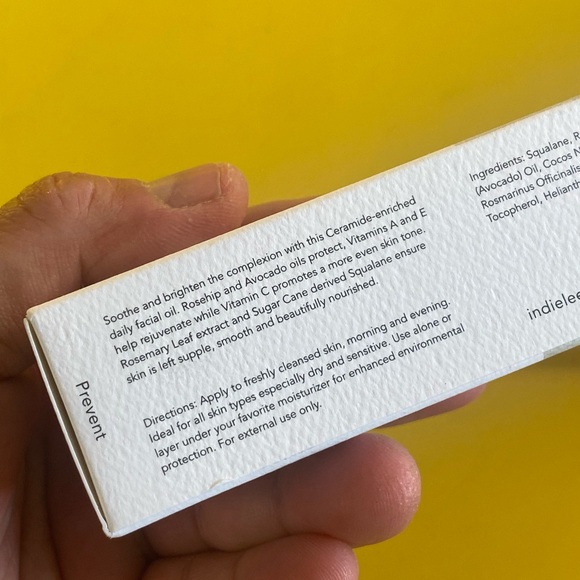 Soothe and brighten the complexion with this Ceramide-enriched
daily facial oil. Rosehip and Avocado oils protect, Vitamins A and E
help rejuvenate while Vitamin C promotes a more even skin tone.
Rosemary Leaf extract and Sugar Cane derived Squalane ensure
skin is left supple, smooth and beautifully nourished.
Directions: Apply to freshly cleansed skin, morning and evening.
Ideal for all skin types especially dry and sensitive. Use alone or
layer under your favorite moisturizer for enhanced environmental
protection. For external use only.
Prevent
Ingredients: Squalane, R
(Avocado) Oil, Cocos N
Rosmarinus Officinalis
Tocopherol, Helianth
indielee